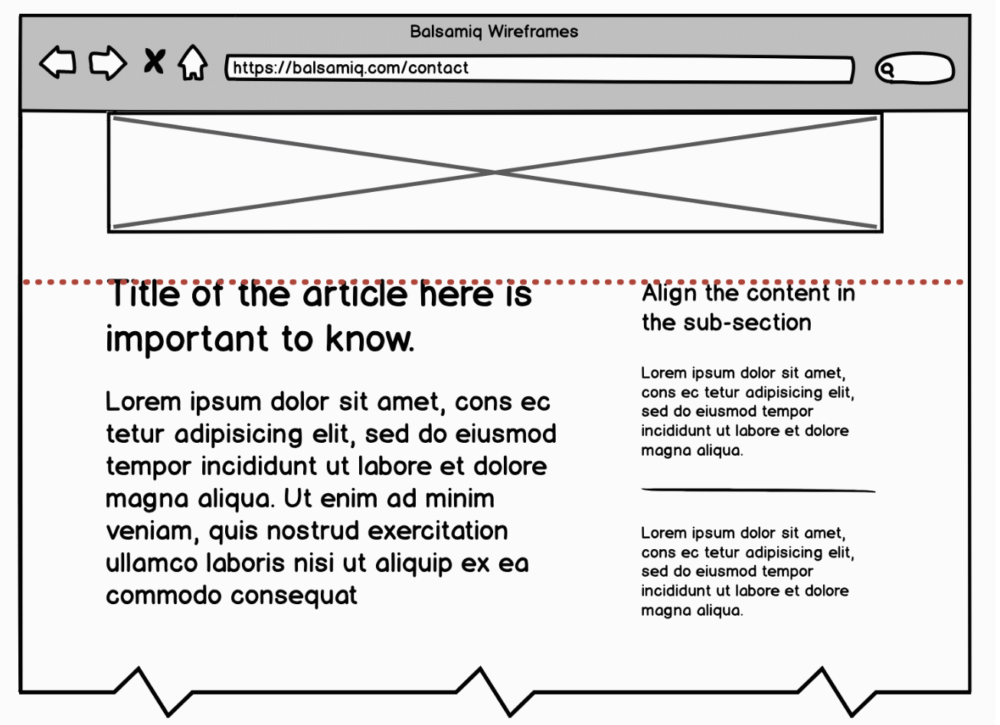 Balsamiq Wireframes
https://balsamiq.com/contact
Title of the article here is
important to know.
Lorem ipsum dolor sit amet, cons ec
tetur adipisicing elit, sed do eiusmod
tempor incididunt ut labore et dolore
magna aliqua. Ut enim ad minim
veniam, quis nostrud exercitation
ullamco laboris nisi ut aliquip ex ea
commodo consequat
Align the content in
the sub-section
Lorem ipsum dolor sit amet,
cons ec tetur adipisicing elit,
sed do eiusmod tempor
incididunt ut labore et dolore
magna aliqua.
Lorem ipsum dolor sit amet,
cons ec tetur adipisicing elit,
sed do eiusmod tempor
incididunt ut labore et dolore
magna aliqua.